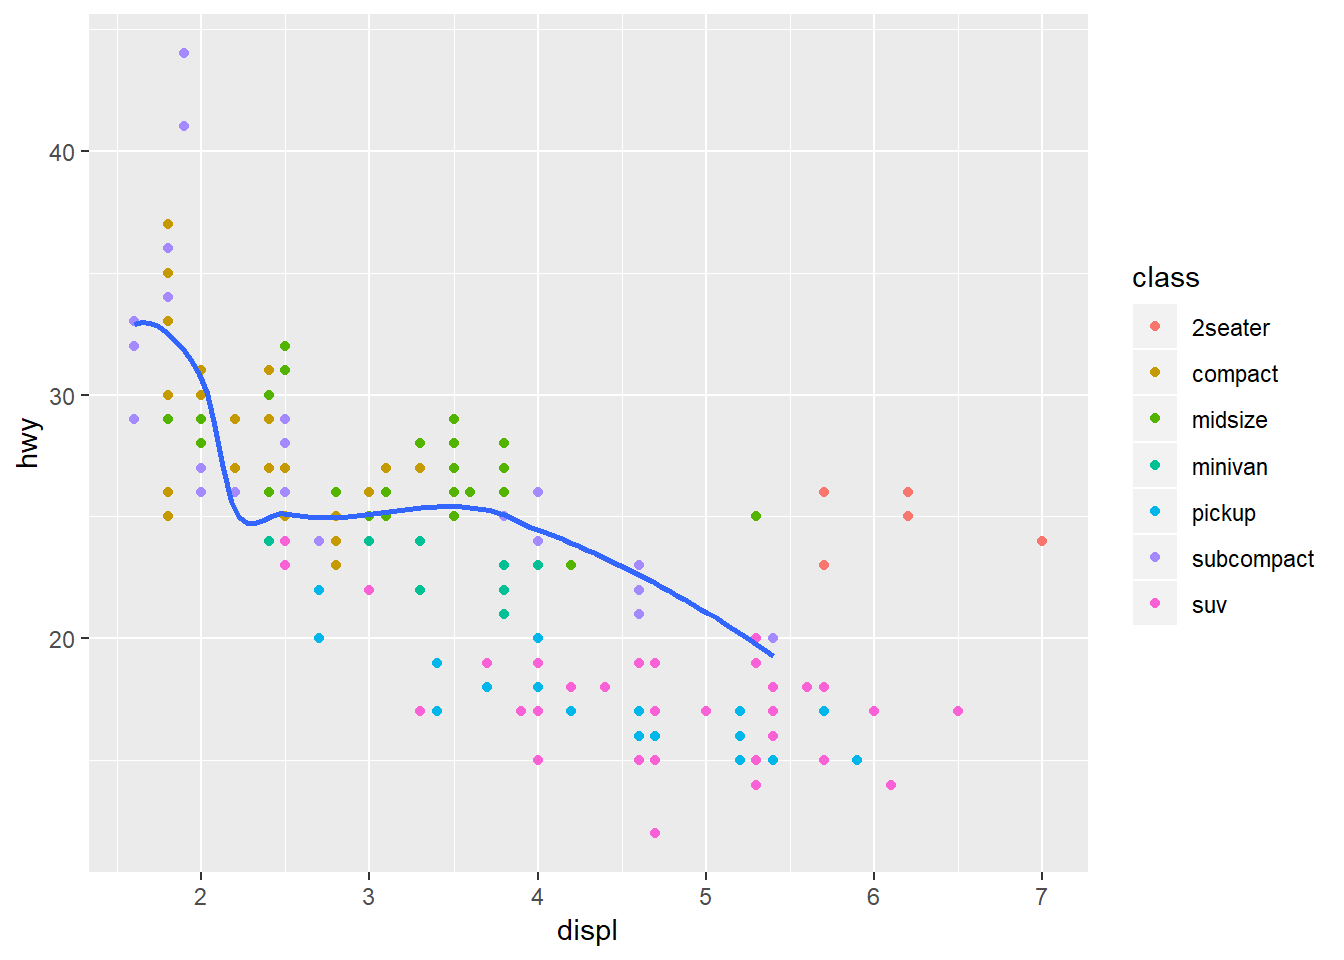 40
30
20
hwy
2 3 4 5 6 7
displ
class
2seater
compact
midsize
minivan
pickup
subcompact
suv